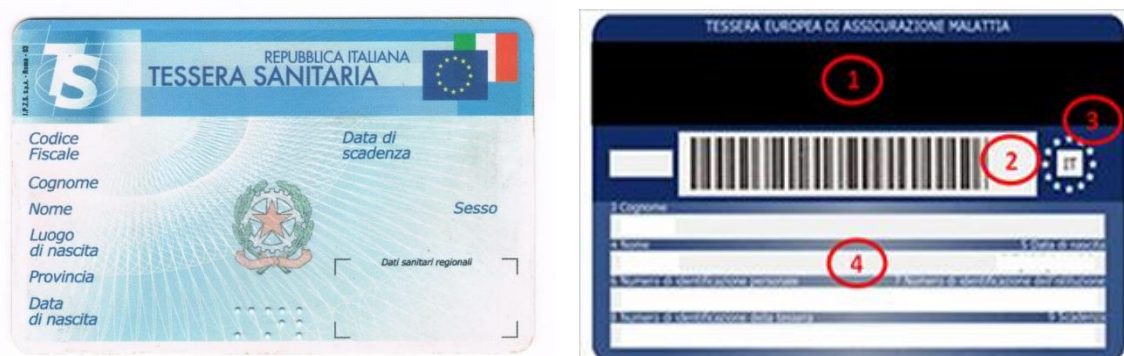 I.P.Z.S. S.p.A. - Roma - 03
TS
REPUBBLICA ITALIANA
TESSERA SANITARIA
Codice
Fiscale
Data di
scadenza
Cognome
Nome
Sesso
Luogo
di nascita
Dati sanitari regionali
Provincia
Data
di nascita
TESSERA EUROPEA DI ASSICURAZIONE MALATTIA
1
3
2
IT
3 Cognome
4 Nome
5 Data di nascita
4
6 Numero di identificazione personale
7 Numero di identificazione dell'istituzione
8 Numero di identificazione della tessera
9 Scadenza